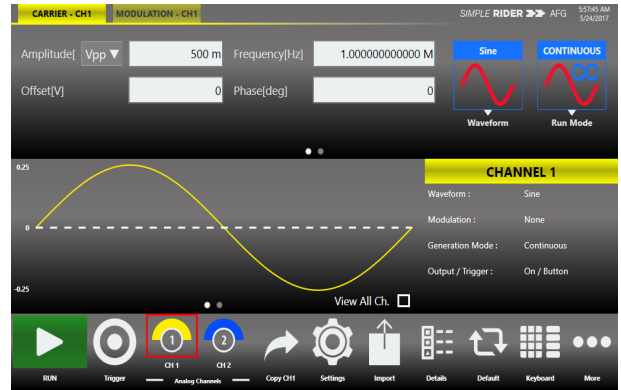 CARRIER - CH1 MODULATION - CH1 SIMPLE RIDER AFG 5:57:45 AM
5/24/2017
Amplitude[ Vpp ▼ 500 m Frequency[Hz] 1.000000000000 M Sine CONTINUOUS
Offset[V] 0 Phase[deg] 0
Waveform Run Mode
0.25 CHANNEL 1
Waveform : Sine
Modulation : None
0 Generation Mode : Continuous
Output / Trigger : On / Button
-0.25
View All Ch.
1 2
CH 1 CH 2
RUN Trigger Analog Channels Copy CH1 Settings Import Details Default Keyboard More